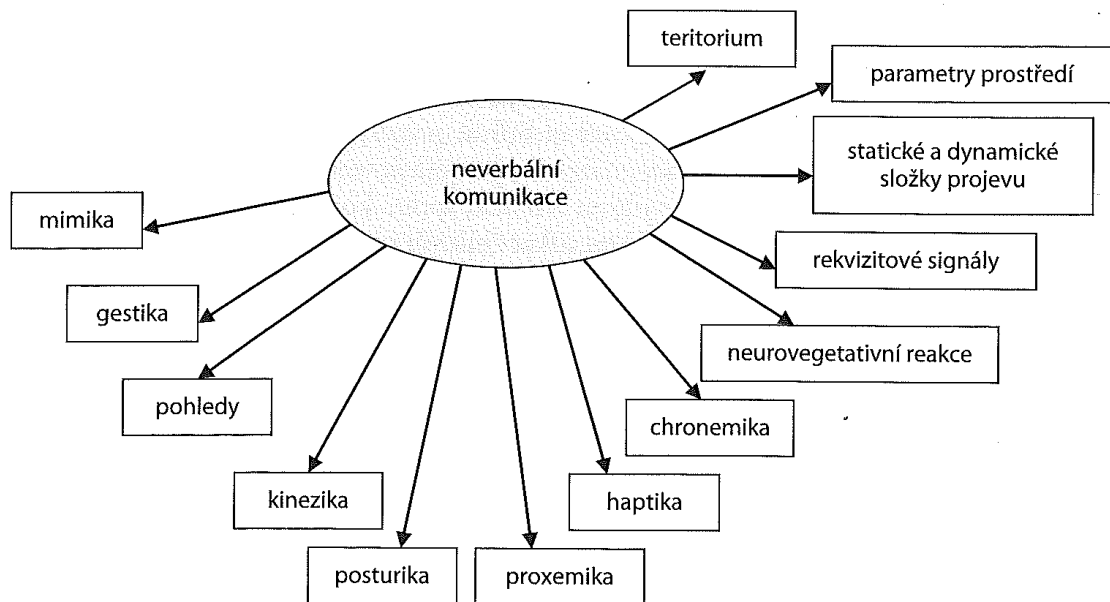 teritorium
parametry prostředí
statické a dynamické
složky projevu
neverbální
komunikace
mimika
rekvizitové signály
gestika
neurovegetativní reakce
pohledy
chronemika
kinezika
haptika
posturika
proxemika